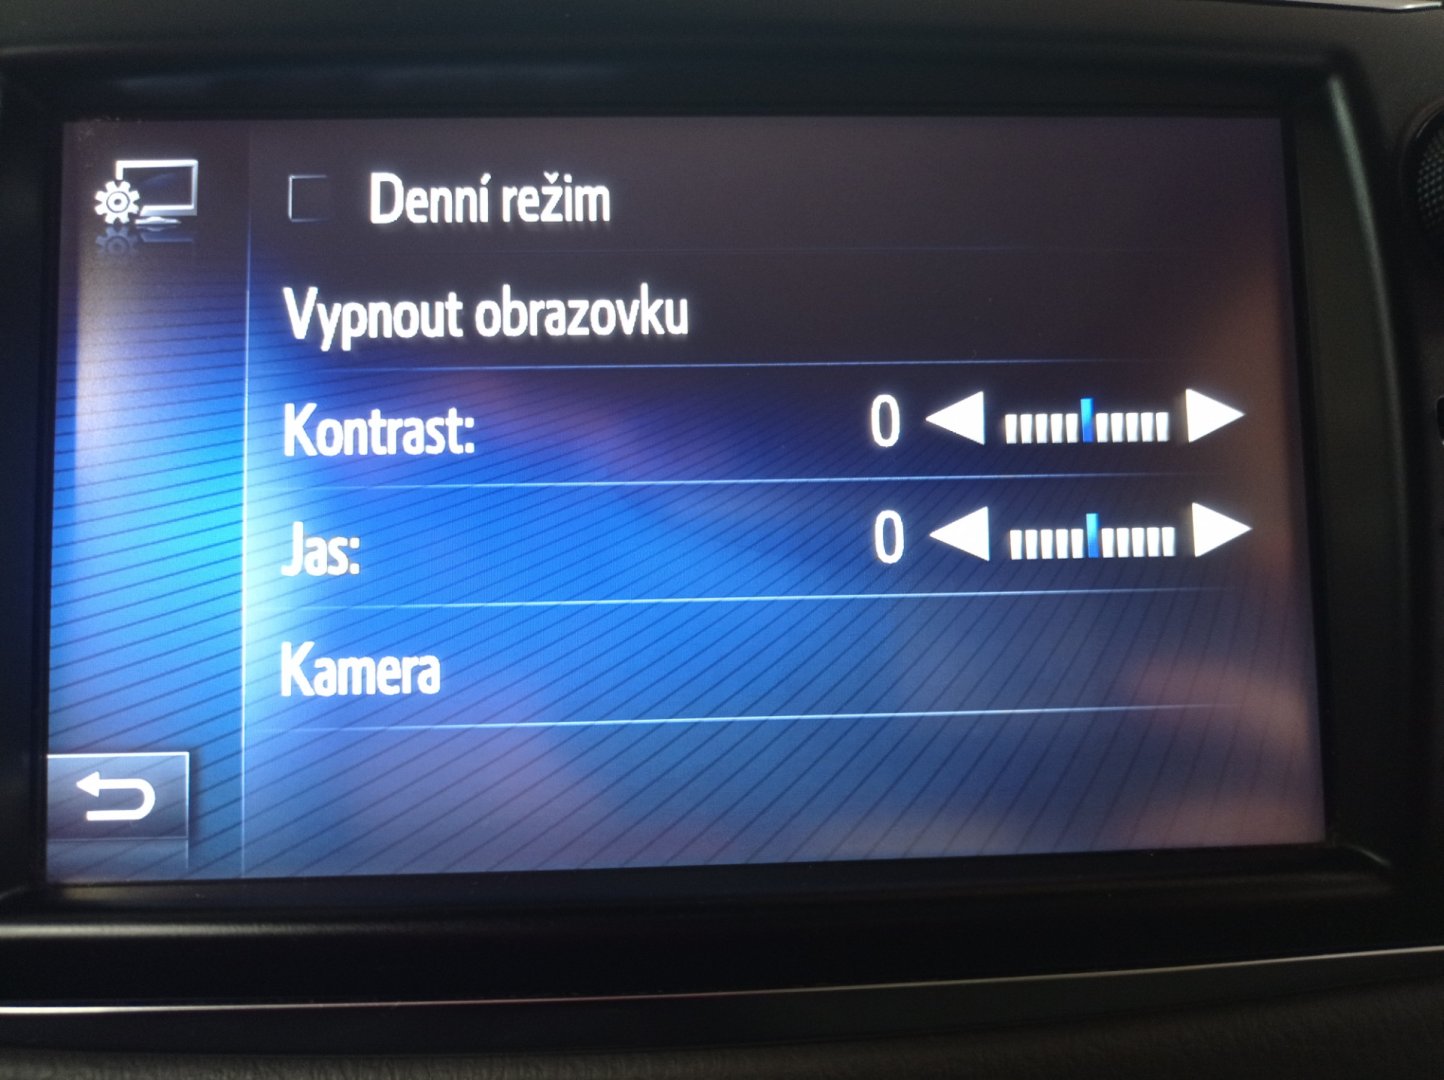 Denní režim
Vypnout obrazovku
Kontrast: 0
Jas: 0
Kamera